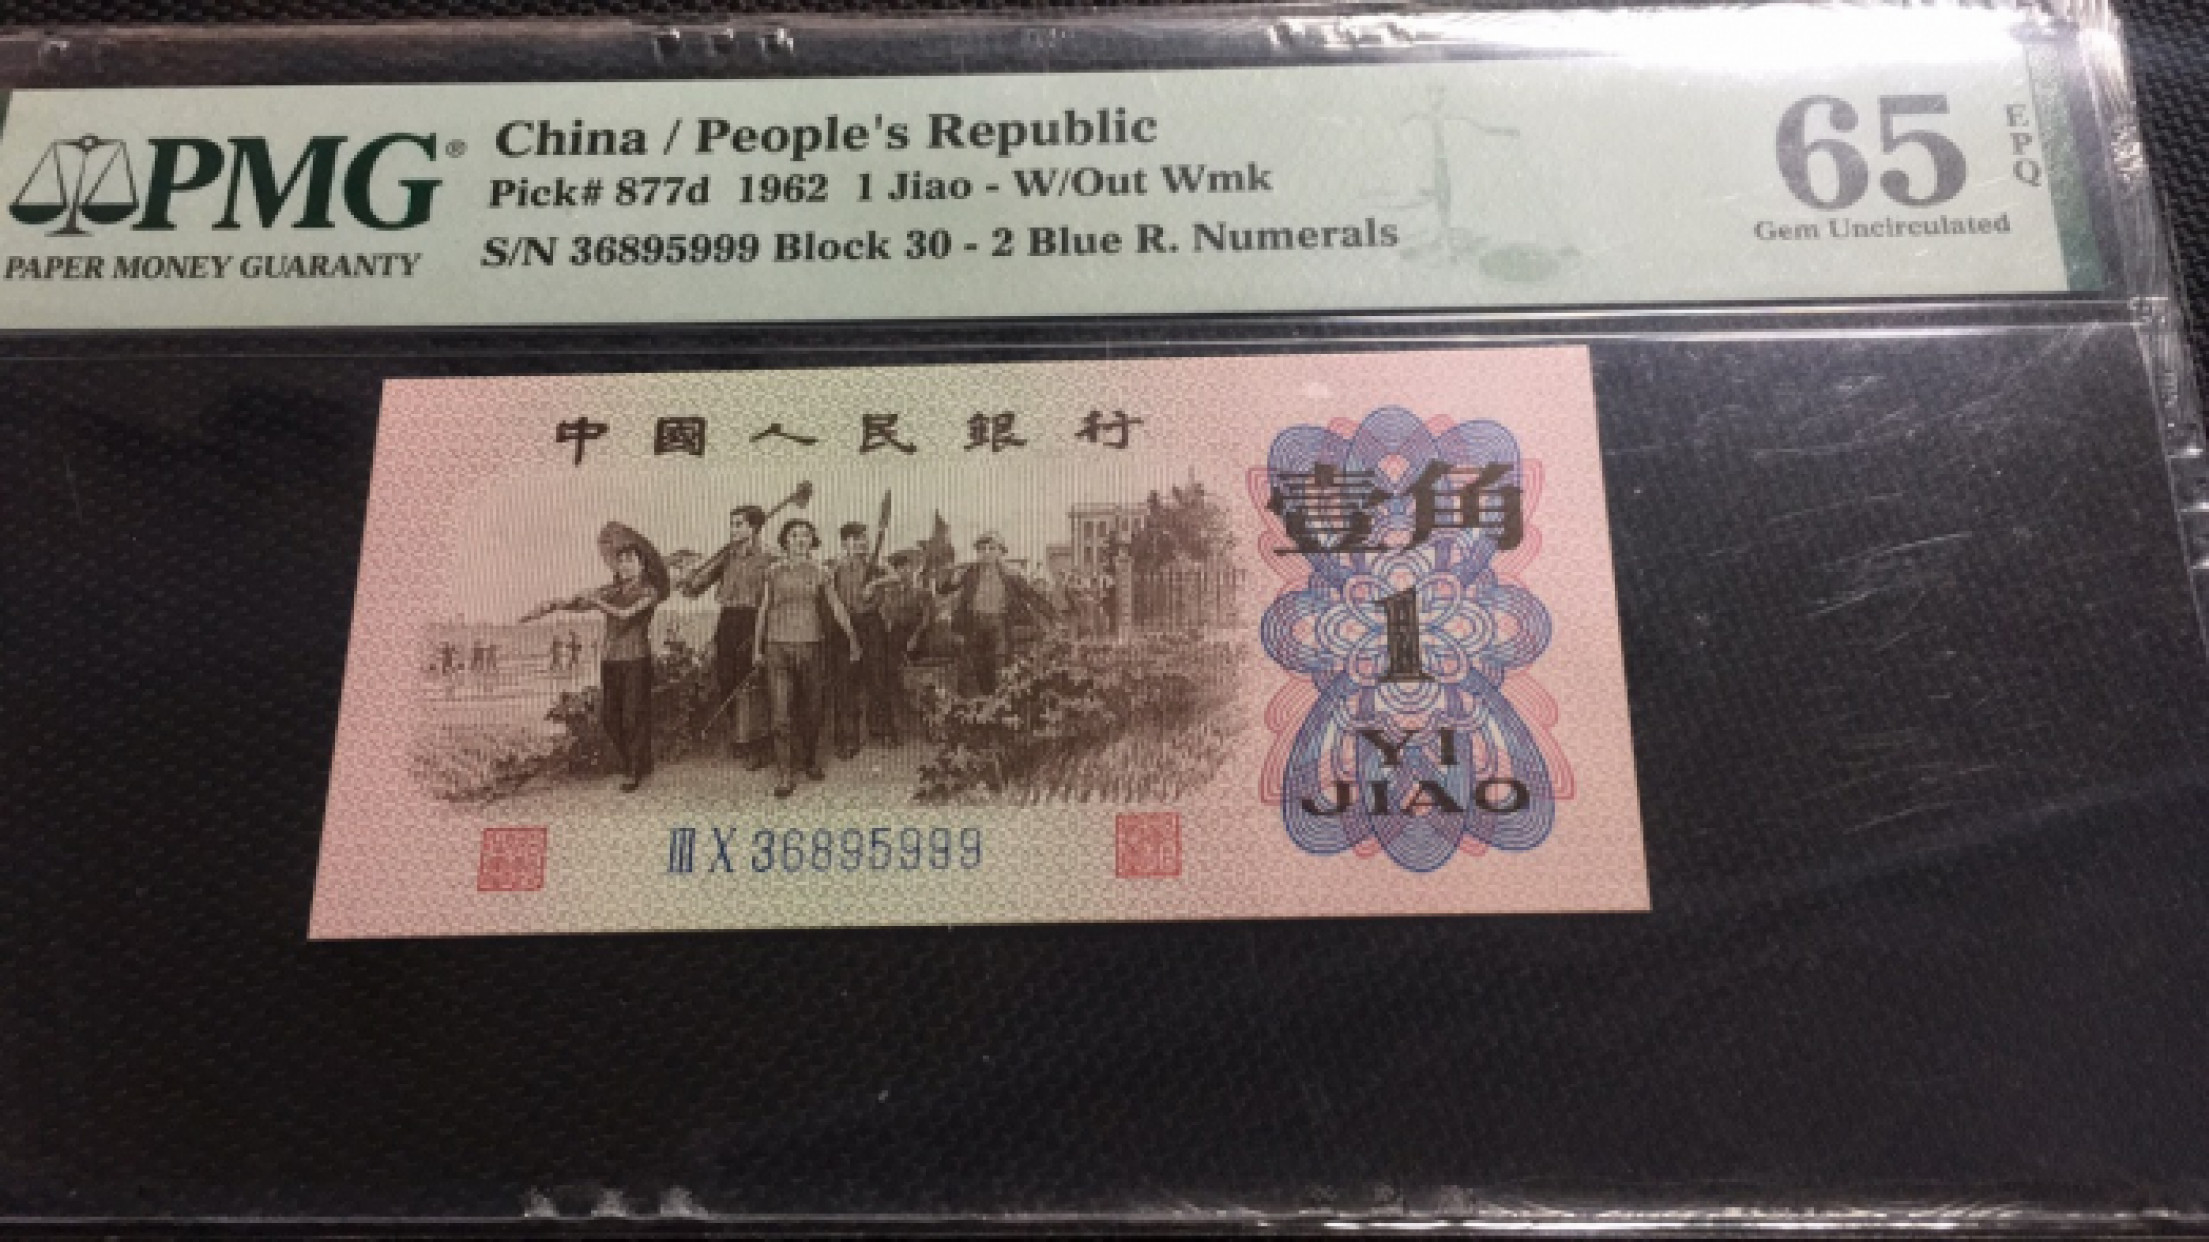 PMG®
PAPER MONEY GUARANTY
China / People's Republic
Pick# 877d 1962 1 Jiao - W/Out Wmk
S/N 36895999 Block 30 - 2 Blue R. Numerals
65
EPQ
Gem Uncirculated
中國人民銀行
壹角
1
YI
JIAO
III X 36895999